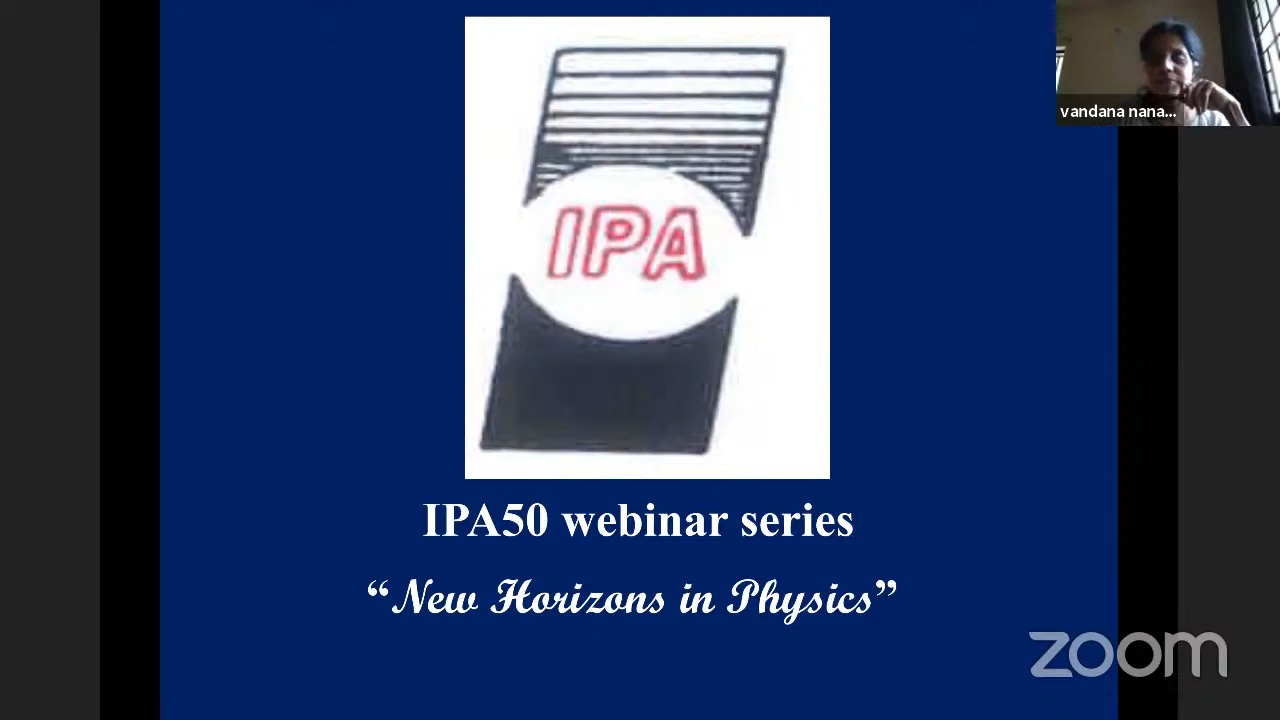 vandana nana...
IPA
IPA50 webinar series
“New Horizons in Physics”
zoom